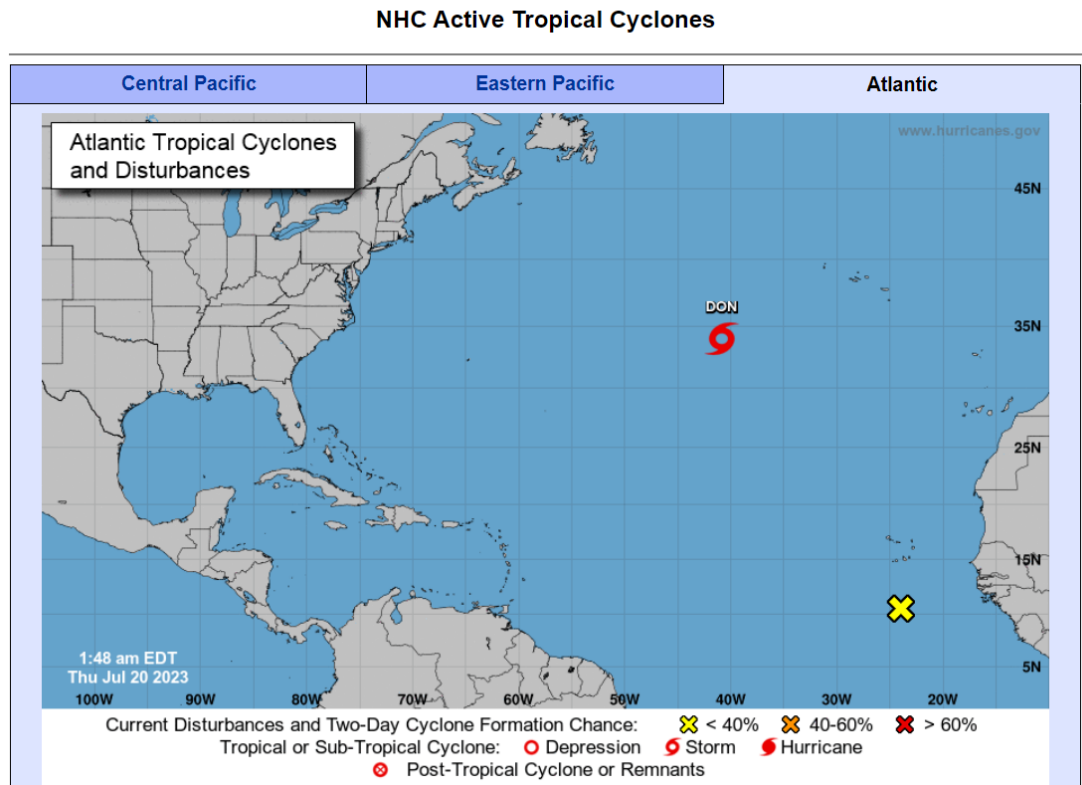 NHC Active Tropical Cyclones
Central Pacific
Eastern Pacific
Atlantic
Atlantic Tropical Cyclones
and Disturbances
www.hurricanes.gov
45N
DON
35N
25N
15N
1:48 am EDT
Thu Jul 20 2023
5N
100W 90W 80W 70W 60W 50W 40W 30W 20W
Current Disturbances and Two-Day Cyclone Formation Chance: < 40% 40-60% > 60%
Tropical or Sub-Tropical Cyclone: Depression Storm Hurricane
Post-Tropical Cyclone or Remnants